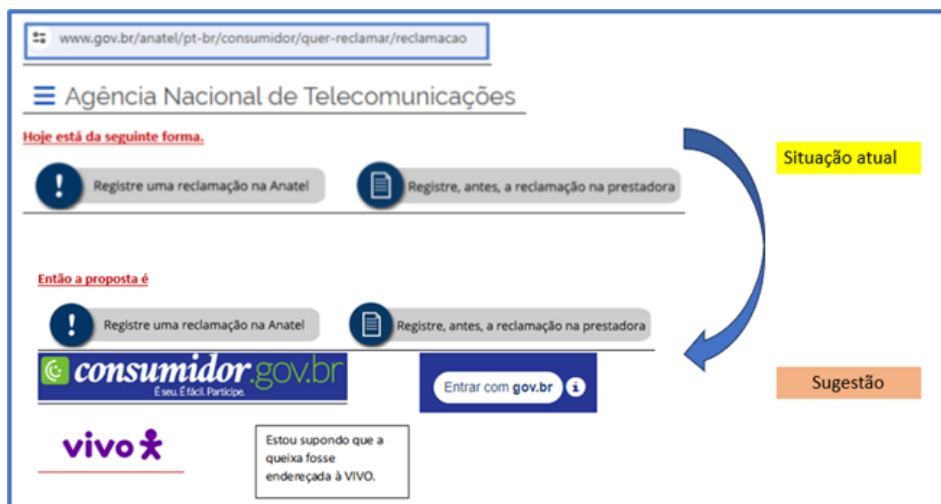 www.gov.br/anatel/pt-br/consumidor/quer-reclamar/reclamacao
Agência Nacional de Telecomunicações
Hoje está da seguinte forma.
Situação atual
Registre uma reclamação na Anatel
Registre, antes, a reclamação na prestadora
Então a proposta é
Registre uma reclamação na Anatel
Registre, antes, a reclamação na prestadora
consumidor.gov.br
É seu. É fácil. Participe.
Entrar com gov.br
Sugestão
vivo
Estou supondo que a
queixa fosse
endereçada à VIVO.